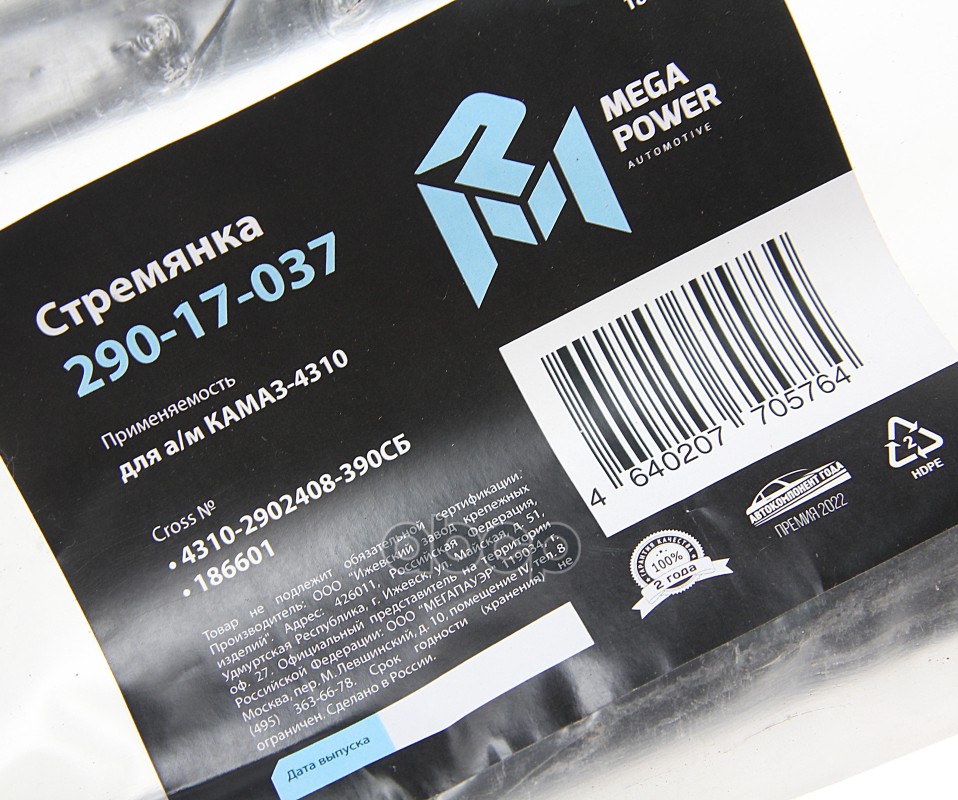 MEGA
POWER
AUTOMOTIVE
Стремянка
290-17-037
Применяемость
для а/м КАМАЗ-4310
Cross №
• 4310-2902408-390СБ
• 186601
4 640207 705764
Товар не подлежит обязательной сертификации.
Производитель: ООО "Ижевский завод крепежных
изделий". Адрес: 426011, Российская Федерация,
Удмуртская Республика, г. Ижевск, ул. Майская, д. 51,
оф. 27. Официальный представитель на территории
Российской Федерации: ООО "МЕГАПАУЭР", 119034, г.
Москва, пер. М. Левшинский, д. 10, помещение IV, тел. 8
(495) 363-66-78. Срок годности (хранения) не
ограничен. Сделано в России.
Дата выпуска
ГАРАНТИЯ КАЧЕСТВА
100%
2 года
АВТОКОМПОНЕНТ ГОДА
ПРЕМИЯ 2022
2
HDPE